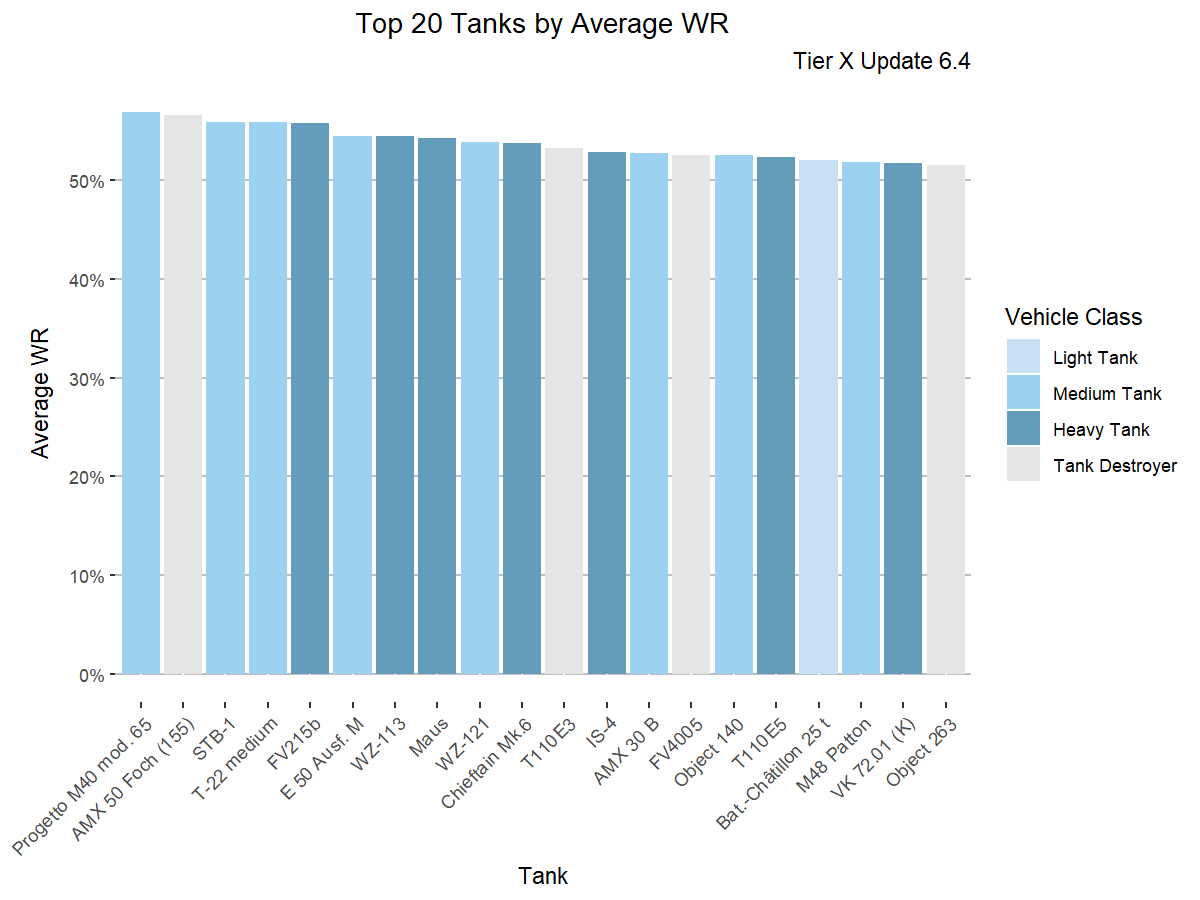 Top 20 Tanks by Average WR
Tier X Update 6.4
Average WR
50%
40%
30%
20%
10%
0%
Progetto M40 mod. 65
AMX 50 Foch (155)
STB-1
T-22 medium
FV215b
E 50 Ausf. M
WZ-113
Maus
WZ-121
Chieftain Mk.6
T110E3
IS-4
AMX 30 B
FV4005
Object 140
T110E5
Bat.-Châtillon 25 t
M48 Patton
VK 72.01 (K)
Object 263
Tank
Vehicle Class
Light Tank
Medium Tank
Heavy Tank
Tank Destroyer